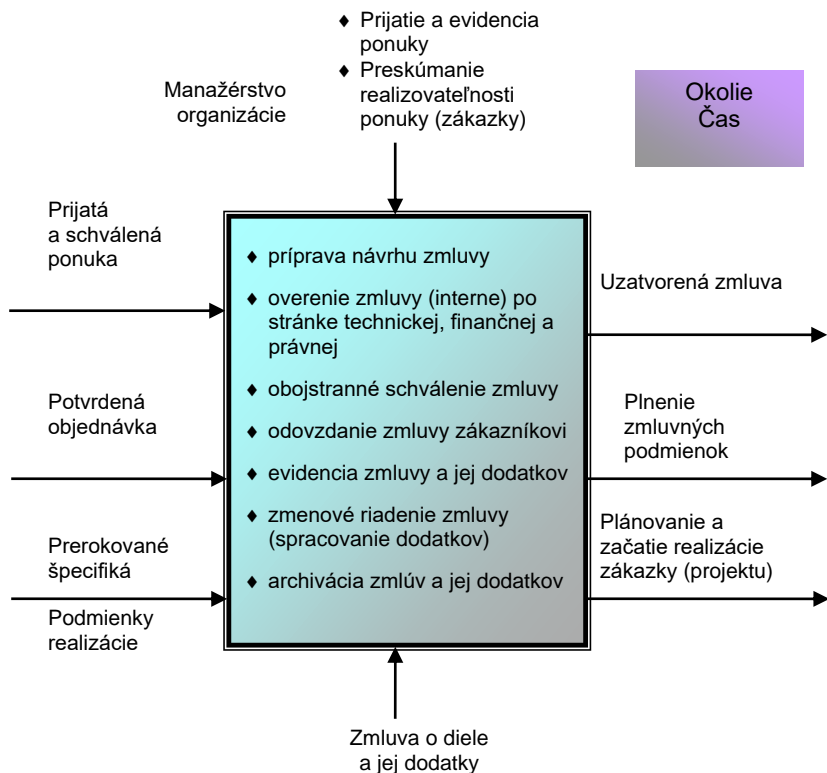 ♦ Prijatie a evidencia
ponuky
♦ Preskúmanie
realizovateľnosti
ponuky (zákazky)
Manažérstvo
organizácie
Okolie
Čas
Prijatá
a schválená
ponuka
Potvrdená
objednávka
Prerokované
špecifiká
Podmienky
realizácie
♦ príprava návrhu zmluvy
♦ overenie zmluvy (interne) po
stránke technickej, finančnej a
právnej
♦ obojstranné schválenie zmluvy
♦ odovzdanie zmluvy zákazníkovi
♦ evidencia zmluvy a jej dodatkov
♦ zmenové riadenie zmluvy
(spracovanie dodatkov)
♦ archivácia zmlúv a jej dodatkov
Uzatvorená zmluva
Plnenie
zmluvných
podmienok
Plánovanie a
začatie realizácie
zákazky (projektu)
Zmluva o diele
a jej dodatky